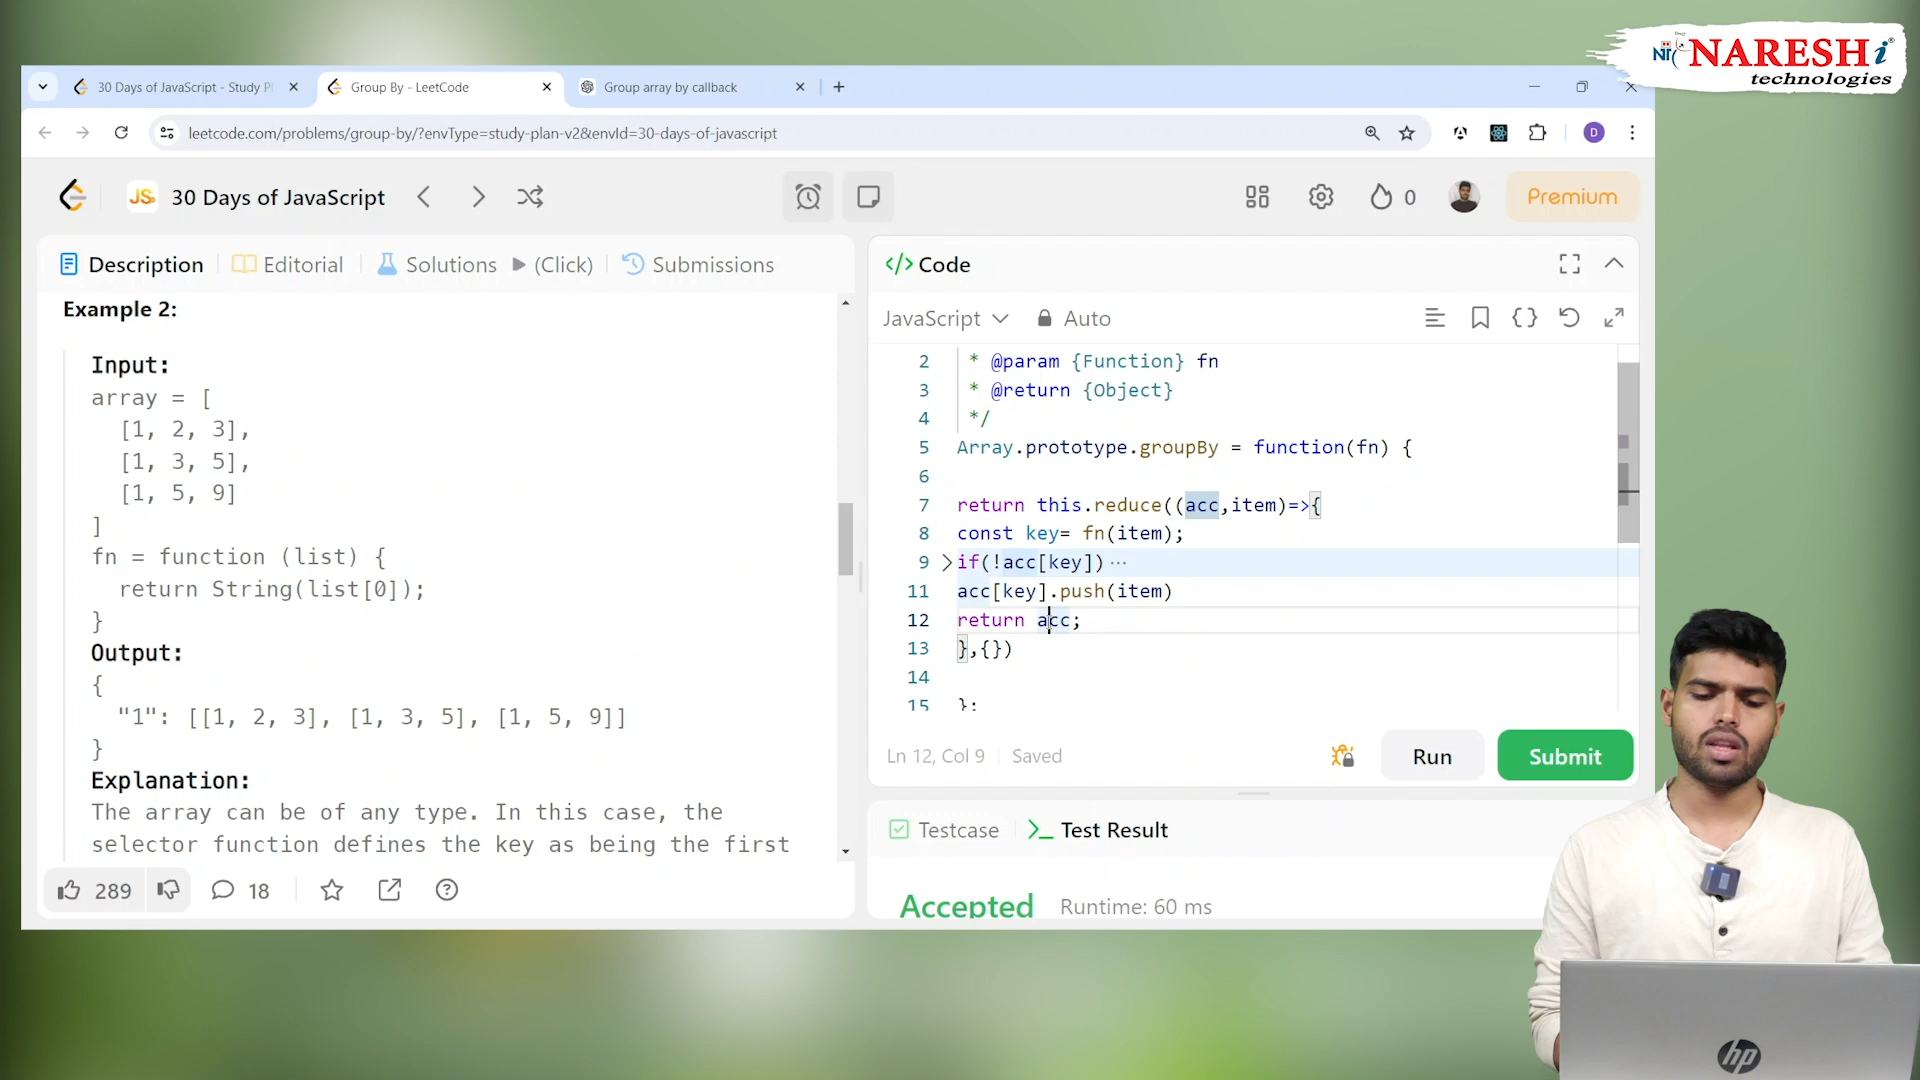 NARESH i
technologies
30 Days of JavaScript - Study Pl
Group By - LeetCode
Group array by callback
leetcode.com/problems/group-by/?envType=study-plan-v2&envId=30-days-of-javascript
D
JS 30 Days of JavaScript
0
Premium
Description
Editorial
Solutions
(Click)
Submissions
</> Code
JavaScript
Auto
Example 2:
Input:
array = [
[1, 2, 3],
[1, 3, 5],
[1, 5, 9]
]
fn = function (list) {
return String(list[0]);
}
Output:
{
"1": [[1, 2, 3], [1, 3, 5], [1, 5, 9]]
}
Explanation:
The array can be of any type. In this case, the
selector function defines the key as being the first
289
18
2 * @param {Function} fn
3 * @return {Object}
4 */
5 Array.prototype.groupBy = function(fn) {
6
7 return this.reduce((acc,item)=>{
8 const key= fn(item);
9 if(!acc[key]) ···
11 acc[key].push(item)
12 return acc;
13 },{})
14
15 };
Ln 12, Col 9
Saved
Run
Submit
Testcase
Test Result
Accepted
Runtime: 60 ms
hp